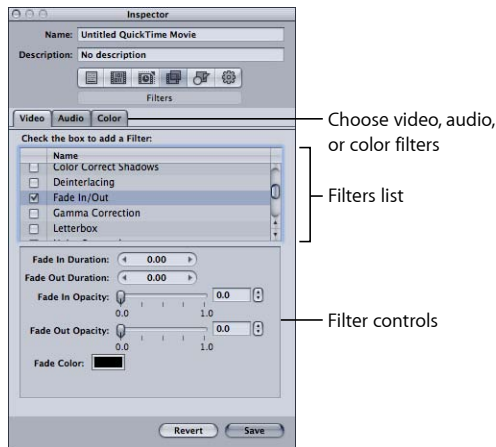 Inspector
Name: Untitled QuickTime Movie
Description: No description
Filters
Video Audio Color
Choose video, audio,
or color filters
Check the box to add a Filter:
Name
Color Correct Shadows
Deinterlacing
Fade In/Out
Gamma Correction
Letterbox
Filters list
Fade In Duration: 0.00
Fade Out Duration: 0.00
Fade In Opacity: 0.0
0.0 1.0
Fade Out Opacity: 0.0
0.0 1.0
Fade Color:
Filter controls
Revert Save